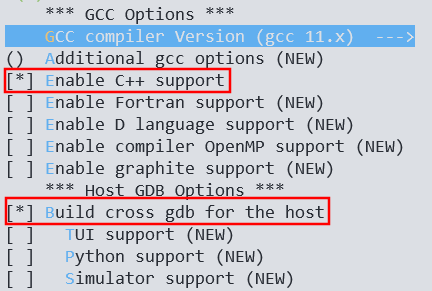 *** GCC Options ***
GCC compiler Version (gcc 11.x)  --->
()  Additional gcc options (NEW)
[*] Enable C++ support
[ ] Enable Fortran support (NEW)
[ ] Enable D language support (NEW)
[ ] Enable compiler OpenMP support (NEW)
[ ] Enable graphite support (NEW)
*** Host GDB Options ***
[*] Build cross gdb for the host
[ ]   TUI support (NEW)
[ ]   Python support (NEW)
[ ]   Simulator support (NEW)